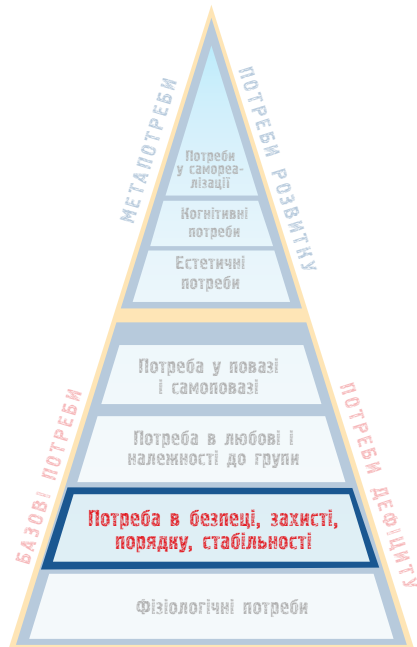 МЕТАПОТРЕБИ
ПОТРЕБИ РОЗВИТКУ
Потреби
у самореа-
лізації
Когнітивні
потреби
Естетичні
потреби
БАЗОВІ ПОТРЕБИ
ПОТРЕБИ ДЕФІЦИТУ
Потреба у повазі
і самоповазі
Потреба в любові і
належності до групи
Потреба в безпеці, захисті,
порядку, стабільності
Фізіологічні потреби